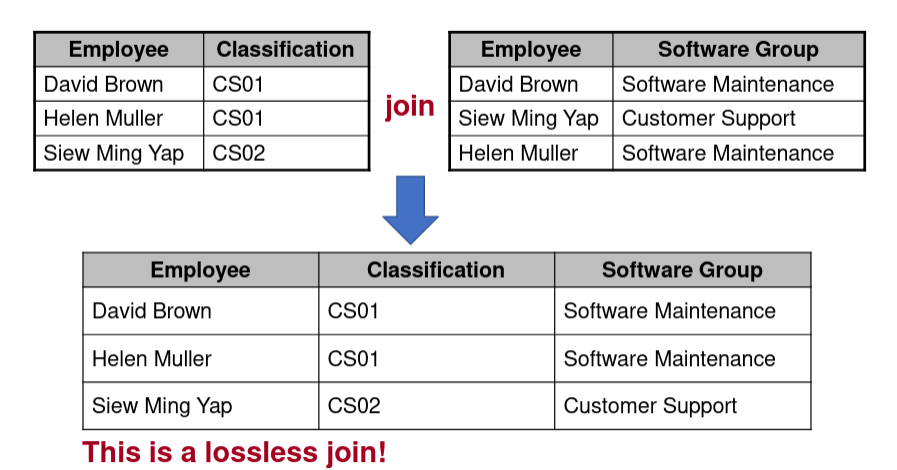 Employee Classification Employee Software Group
David Brown CS01 David Brown Software Maintenance
Helen Muller CS01 join Siew Ming Yap Customer Support
Siew Ming Yap CS02 Helen Muller Software Maintenance
Employee Classification Software Group
David Brown CS01 Software Maintenance
Helen Muller CS01 Software Maintenance
Siew Ming Yap CS02 Customer Support
This is a lossless join!